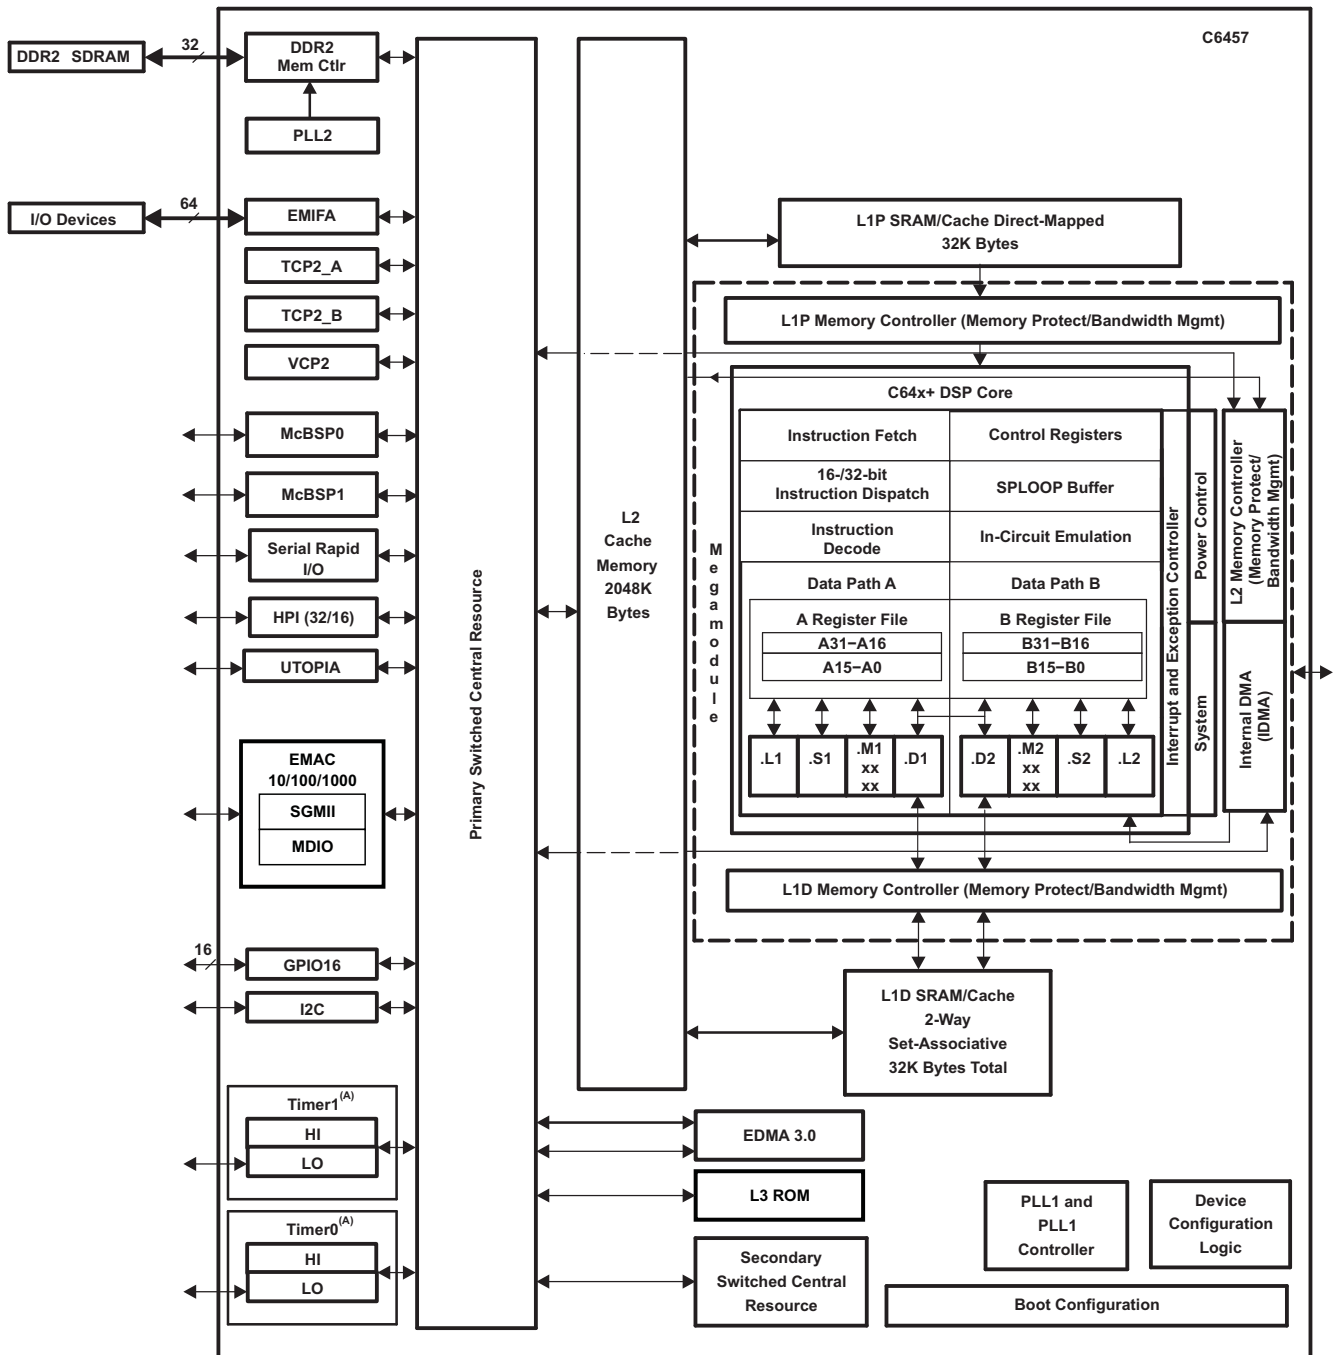 C6457
DDR2 SDRAM
32
DDR2
Mem Ctlr
PLL2
I/O Devices
64
EMIFA
TCP2_A
TCP2_B
VCP2
McBSP0
McBSP1
Serial Rapid
I/O
HPI (32/16)
UTOPIA
EMAC
10/100/1000
SGMII
MDIO
16
GPIO16
I2C
Timer1(A)
HI
LO
Timer0(A)
HI
LO
Primary Switched Central Resource
L2
Cache
Memory
2048K
Bytes
L1P SRAM/Cache Direct-Mapped
32K Bytes
L1P Memory Controller (Memory Protect/Bandwidth Mgmt)
Megamodule
C64x+ DSP Core
Instruction Fetch
Control Registers
16-/32-bit
Instruction Dispatch
SPLOOP Buffer
Instruction
Decode
In-Circuit Emulation
Data Path A
Data Path B
A Register File
A31−A16
A15−A0
B Register File
B31−B16
B15−B0
.L1
.S1
.M1
xx
xx
.D1
.D2
.M2
xx
xx
.S2
.L2
Interrupt and Exception Controller
Power Control
System
L2 Memory Controller
(Memory Protect/
Bandwidth Mgmt)
Internal DMA
(IDMA)
L1D Memory Controller (Memory Protect/Bandwidth Mgmt)
L1D SRAM/Cache
2-Way
Set-Associative
32K Bytes Total
EDMA 3.0
L3 ROM
Secondary
Switched Central
Resource
PLL1 and
PLL1
Controller
Device
Configuration
Logic
Boot Configuration